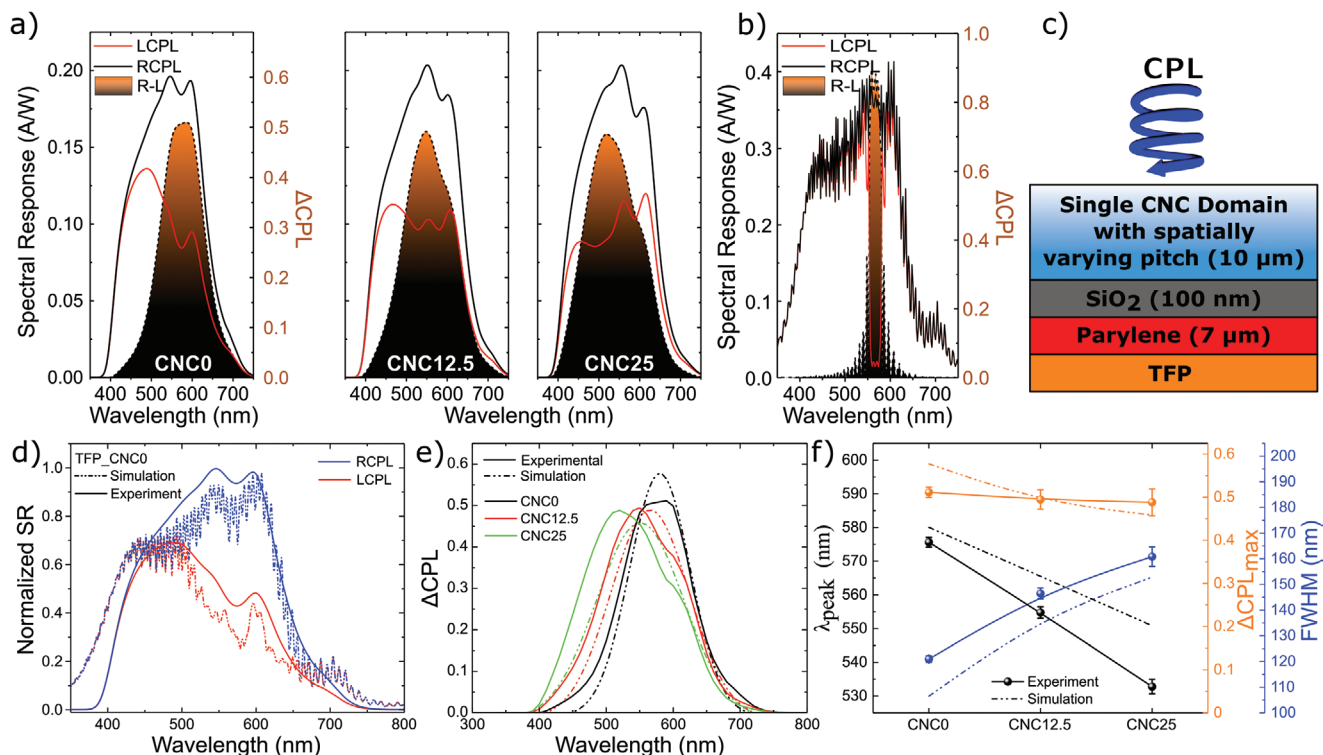 a)
LCPL
RCPL
R-L
Spectral Response (A/W)
0.20
0.15
0.10
0.05
0.00
0.6
0.5
0.4
0.3
0.2
0.1
0.0
ΔCPL
CNC0
400 500 600 700
Wavelength (nm)
CNC12.5
400 500 600 700
Wavelength (nm)
CNC25
400 500 600 700
Wavelength (nm)
b)
LCPL
RCPL
R-L
Spectral Response (A/W)
0.4
0.3
0.2
0.1
0.0
1.0
0.8
0.6
0.4
0.2
0.0
ΔCPL
400 500 600 700
Wavelength (nm)
c)
CPL
Single CNC Domain
with spatially
varying pitch (10 μm)
SiO2 (100 nm)
Parylene (7 μm)
TFP
d)
TFP_CNC0
Simulation
Experiment
RCPL
LCPL
Normalized SR
1.0
0.8
0.6
0.4
0.2
0.0
400 500 600 700 800
Wavelength (nm)
e)
Experimental
Simulation
CNC0
CNC12.5
CNC25
ΔCPL
0.6
0.5
0.4
0.3
0.2
0.1
0.0
300 400 500 600 700 800
Wavelength (nm)
f)
λpeak (nm)
600
590
580
570
560
550
540
530
Experiment
Simulation
CNC0 CNC12.5 CNC25
0.6
0.5
0.4
0.3
0.2
0.1
0.0
ΔCPLmax
200
190
180
170
160
150
140
130
120
110
100
FWHM (nm)